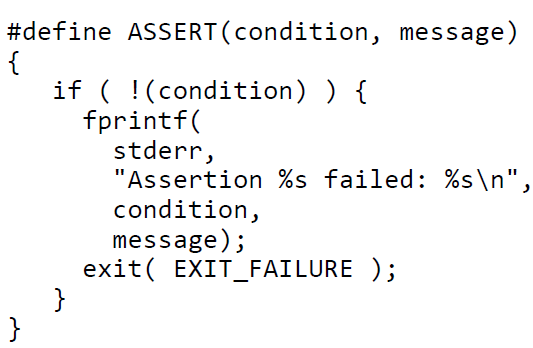 #define ASSERT(condition, message)
{
   if ( !(condition) ) {
     fprintf(
       stderr,
       "Assertion %s failed: %s\n",
       condition,
       message);
     exit( EXIT_FAILURE );
   }
}